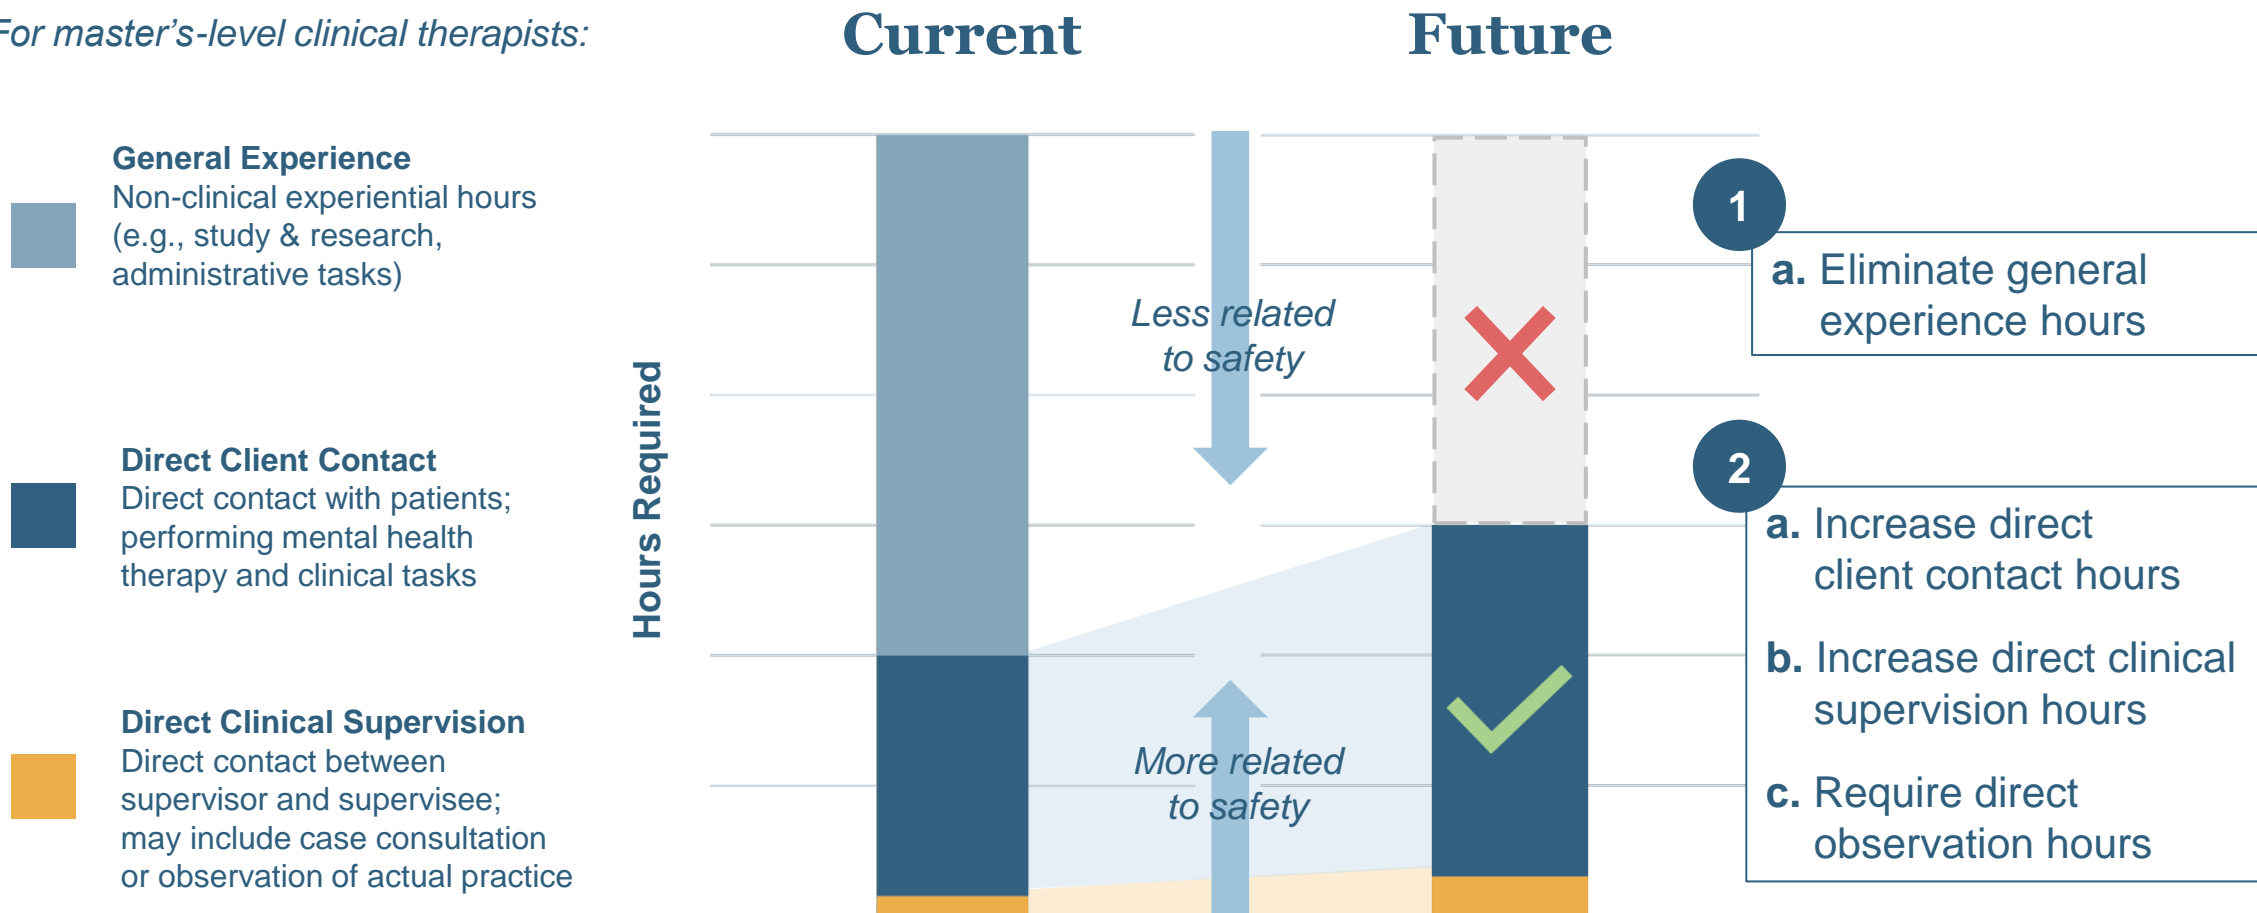 For master’s-level clinical therapists:
Current
Future
General Experience
Non-clinical experiential hours
(e.g., study & research,
administrative tasks)
Direct Client Contact
Direct contact with patients;
performing mental health
therapy and clinical tasks
Direct Clinical Supervision
Direct contact between
supervisor and supervisee;
may include case consultation
or observation of actual practice
Hours Required
Less related
to safety
More related
to safety
1
a. Eliminate general
experience hours
2
a. Increase direct
client contact hours
b. Increase direct clinical
supervision hours
c. Require direct
observation hours